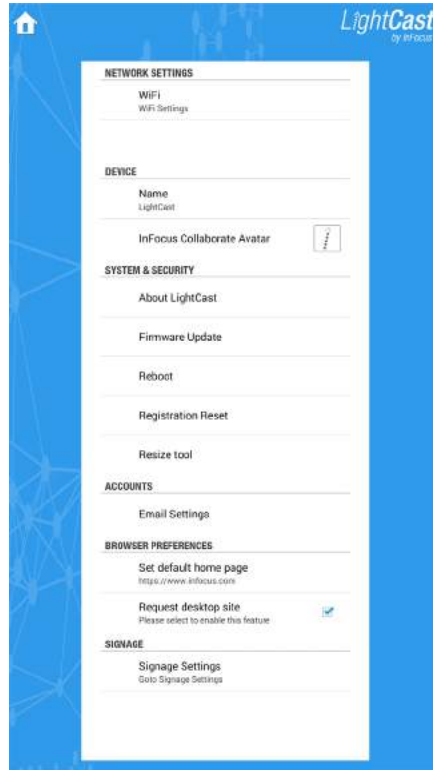 LightCast
by InFocus
NETWORK SETTINGS
WiFi
WiFi Settings
DEVICE
Name
LightCast
InFocus Collaborate Avatar
SYSTEM & SECURITY
About LightCast
Firmware Update
Reboot
Registration Reset
Resize tool
ACCOUNTS
Email Settings
BROWSER PREFERENCES
Set default home page
https://www.infocus.com
Request desktop site
Please select to enable this feature
SIGNAGE
Signage Settings
Goto Signage Settings